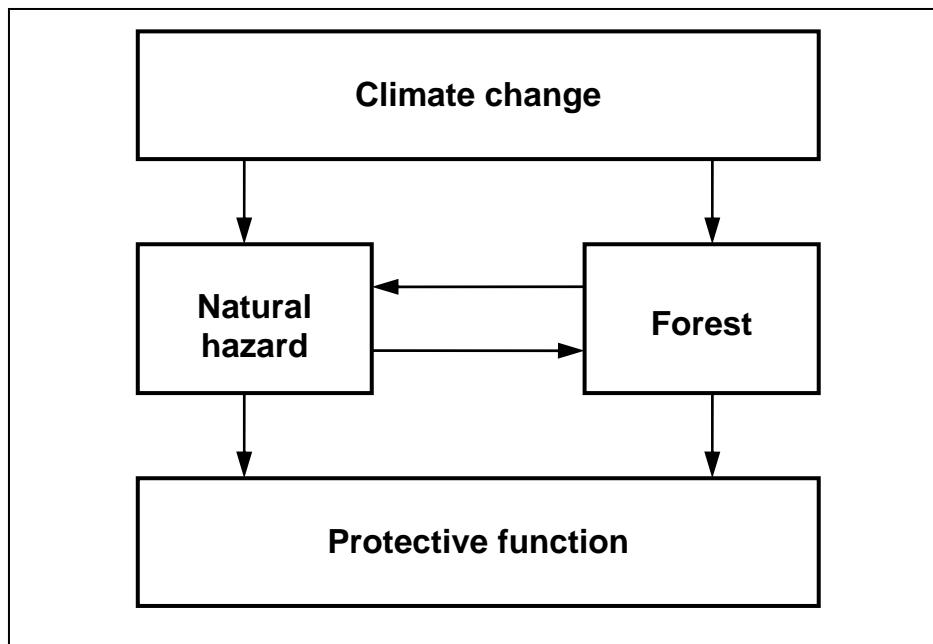 Climate change
Natural
hazard
Forest
Protective function